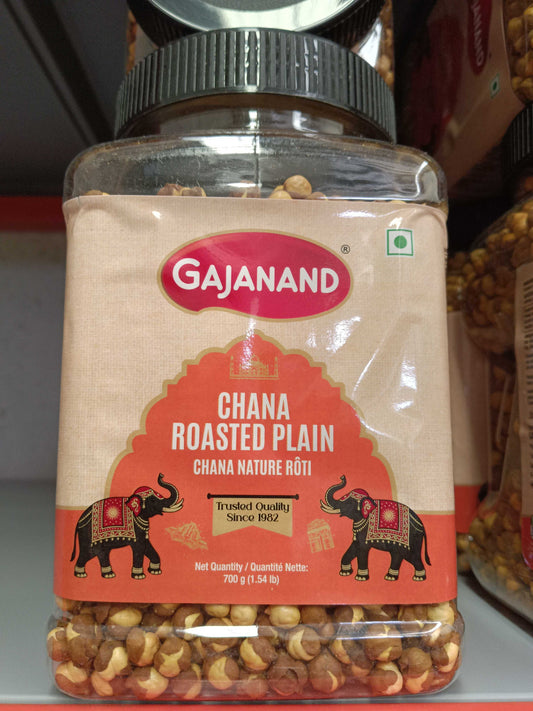 GAJANAND®
CHANA
ROASTED PLAIN
CHANA NATURE RÔTI
Trusted Quality
Since 1982
Net Quantity / Quantité Nette:
700 g (1.54 lb)